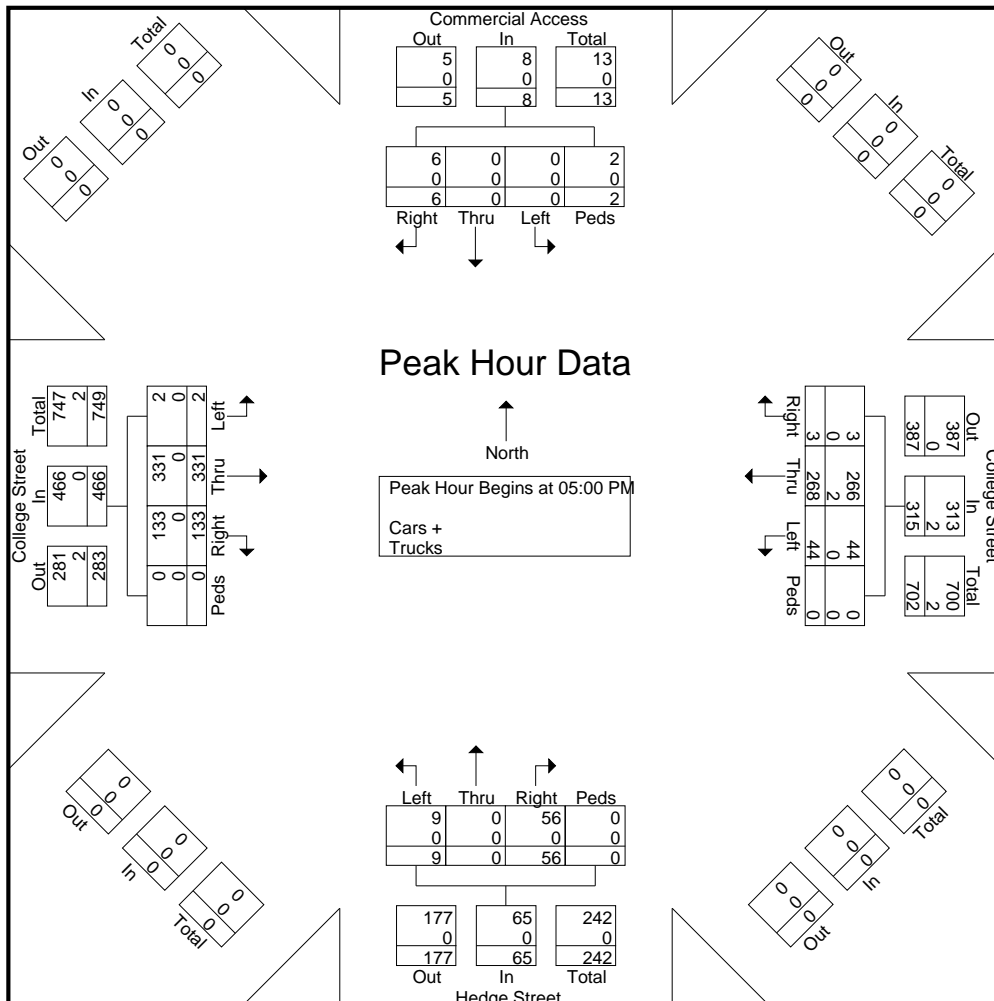 Commercial Access
Out In Total
5 8 13
0 0 0
5 8 13
6 0 0 2
0 0 0 0
6 0 0 2
Right Thru Left Peds
Total
0
0
0
In
0
0
0
Out
0
0
0
Out
0
0
0
In
0
0
0
Total
0
0
0
Peak Hour Data
North
Peak Hour Begins at 05:00 PM
Cars +
Trucks
College Street
Total
747
2
749
In
466
0
466
Out
281
2
283
Left
2
0
2
Thru
331
0
331
Right
133
0
133
Peds
0
0
0
Right
3
0
3
Thru
266
2
268
Left
44
0
44
Peds
0
0
0
College Street
Out
387
0
387
In
313
2
315
Total
700
2
702
Out
0
0
0
In
0
0
0
Total
0
0
0
Total
0
0
0
In
0
0
0
Out
0
0
0
Left Thru Right Peds
9 0 56 0
0 0 0 0
9 0 56 0
177 65 242
0 0 0
177 65 242
Out In Total
Hedge Street